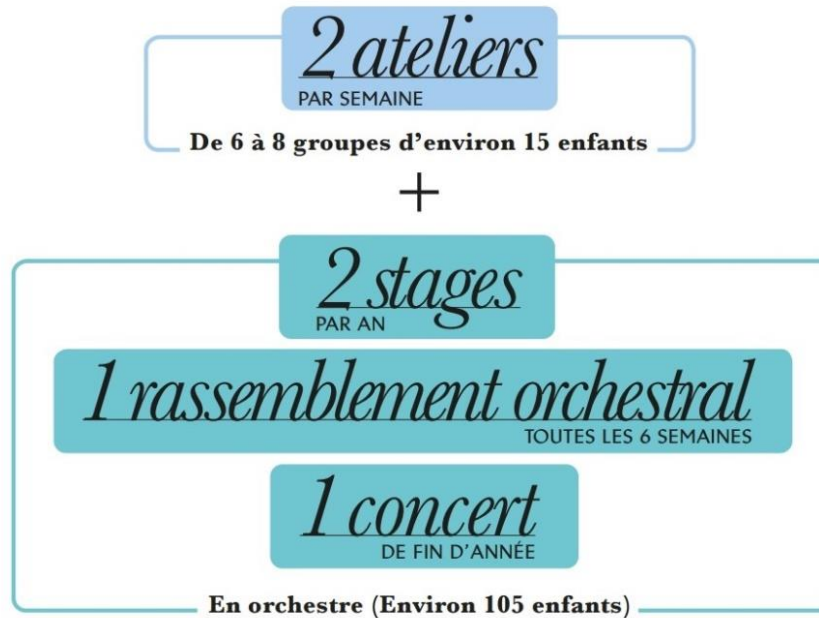 2 ateliers
PAR SEMAINE
De 6 à 8 groupes d'environ 15 enfants
+
2 stages
PAR AN
1 rassemblement orchestral
TOUTES LES 6 SEMAINES
1 concert
DE FIN D'ANNÉE
En orchestre (Environ 105 enfants)